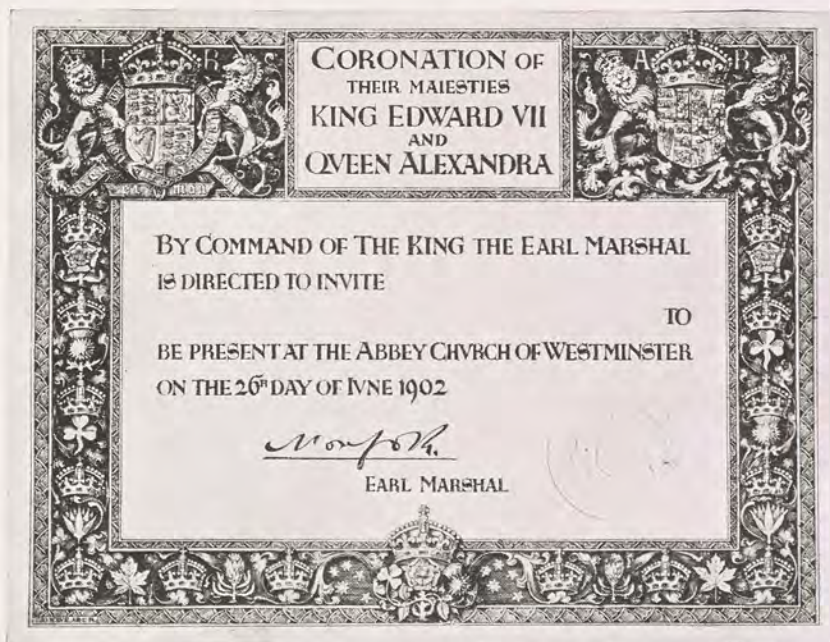 E R
A R
CORONATION OF
THEIR MAIESTIES
KING EDWARD VII
AND
QVEEN ALEXANDRA
BY COMMAND OF THE KING THE EARL MARSHAL
IS DIRECTED TO INVITE
TO
BE PRESENT AT THE ABBEY CHVRCH OF WESTMINSTER
ON THE 26TH DAY OF IVNE 1902
Norfolk.
EARL MARSHAL